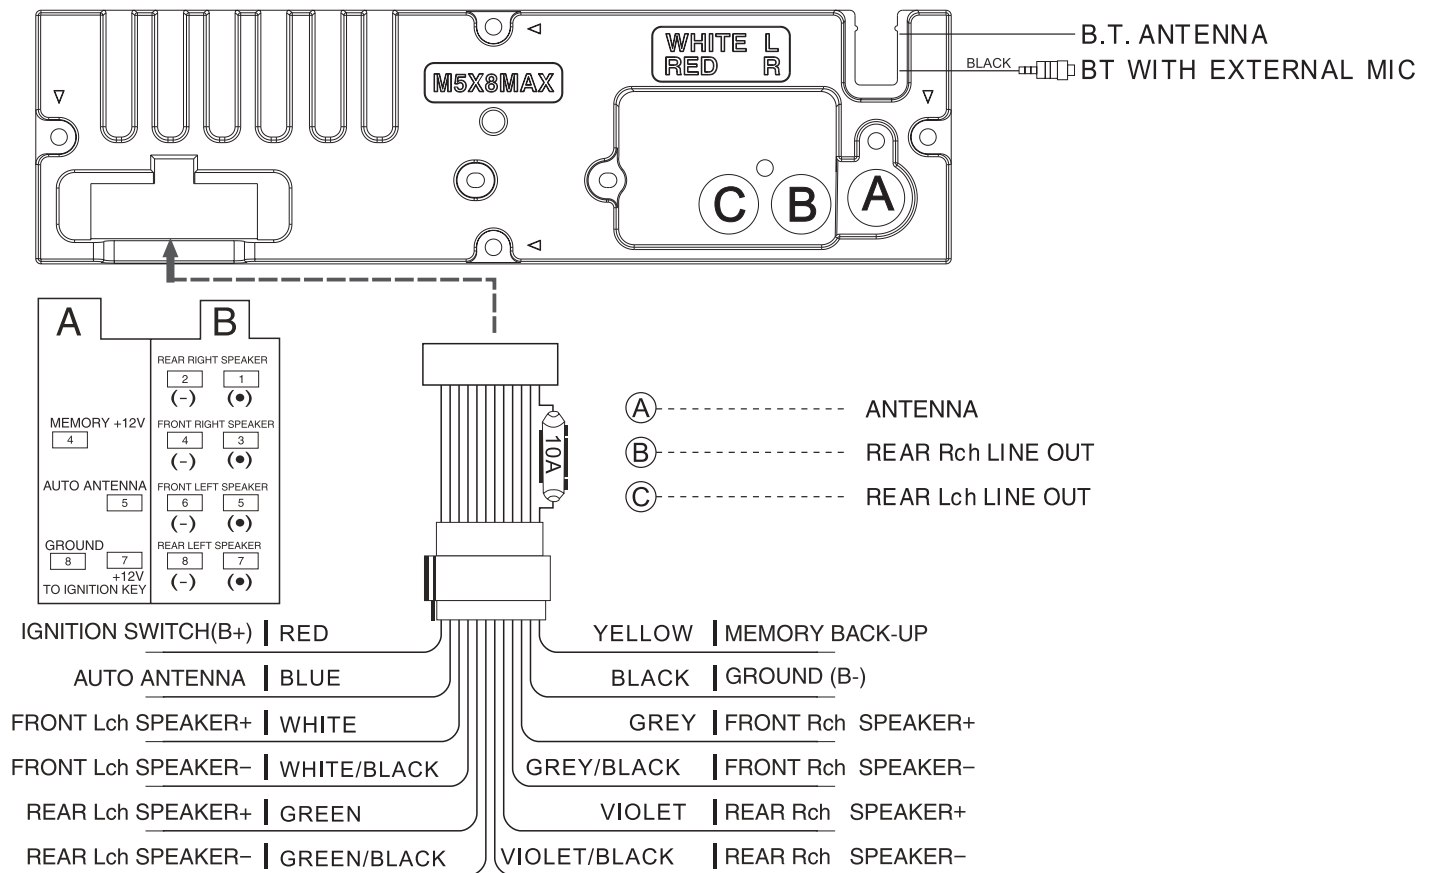 WHITE L
RED R
M5X8MAX
B.T. ANTENNA
BLACK BT WITH EXTERNAL MIC
C B A
A B
REAR RIGHT SPEAKER
2 1
(-) (●)
MEMORY +12V FRONT RIGHT SPEAKER
4 4 3
(-) (●)
AUTO ANTENNA FRONT LEFT SPEAKER
5 6 5
(-) (●)
GROUND REAR LEFT SPEAKER
8 7 8 7
+12V (-) (●)
TO IGNITION KEY
10A
A ANTENNA
B REAR Rch LINE OUT
C REAR Lch LINE OUT
IGNITION SWITCH(B+) RED YELLOW MEMORY BACK-UP
AUTO ANTENNA BLUE BLACK GROUND (B-)
FRONT Lch SPEAKER+ WHITE GREY FRONT Rch SPEAKER+
FRONT Lch SPEAKER– WHITE/BLACK GREY/BLACK FRONT Rch SPEAKER–
REAR Lch SPEAKER+ GREEN VIOLET REAR Rch SPEAKER+
REAR Lch SPEAKER– GREEN/BLACK VIOLET/BLACK REAR Rch SPEAKER–